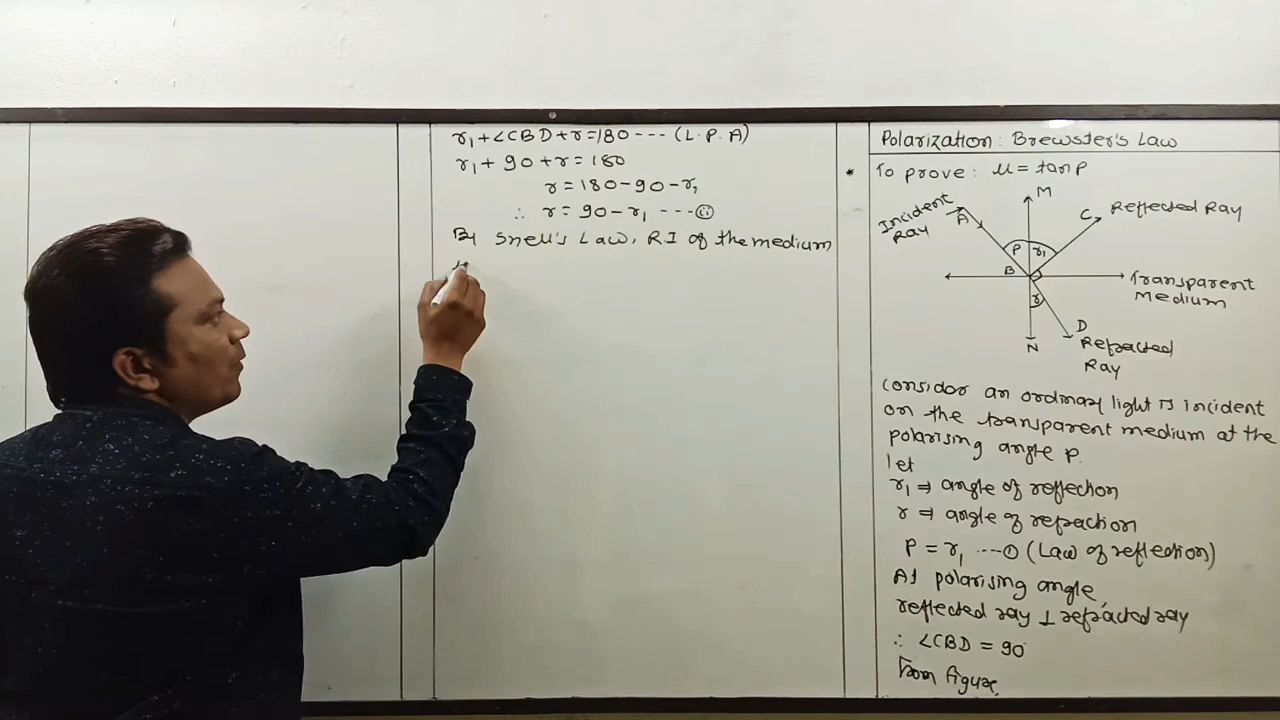 Polarization: Brewster's Law
* To prove: μ = tan P
M
Incident Ray
A
C
Reflected Ray
P
r₁
B
Transparent Medium
r
D
N
Refracted Ray
Consider an ordinary light is incident
on the transparent medium at the
polarising angle P.
let
r₁ ⇒ angle of reflection
r ⇒ angle of refraction
P = r₁ ---① (Law of reflection)
At polarising angle,
reflected ray ⊥ refracted ray
∴ ∠CBD = 90
From figure,
r₁ + ∠CBD + r = 180 --- (L.P.A)
r₁ + 90 + r = 180
r = 180 - 90 - r₁
∴ r = 90 - r₁ ---- ⓘⓘ
By Snell's Law, RI of the medium